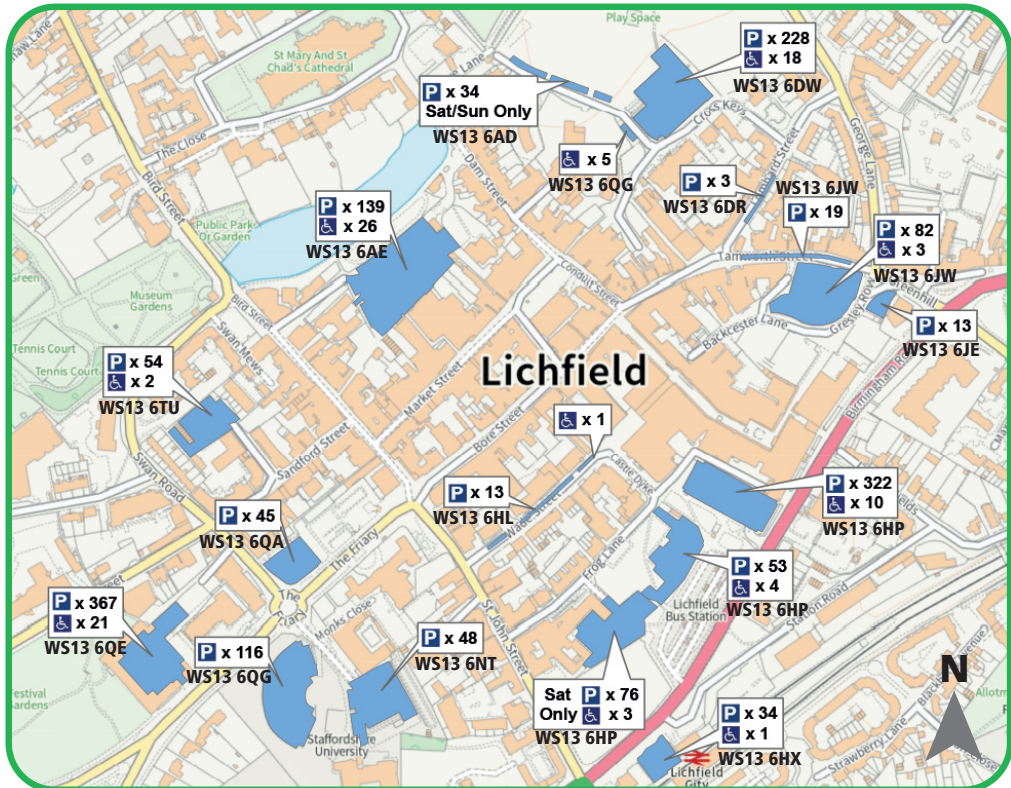 Play Space
St Mary And St
Chad's Cathedral
P x 228
x 18
WS13 6DW
P x 34
Sat/Sun Only
WS13 6AD
Lane
Cross Keys
The Close
Bird Street
Dam Street
x 5
WS13 6QG
George Lane
P x 3
WS13 6DR
WS13 6JW
P x 19
P x 139
x 26
WS13 6AE
Public Park
Or Garden
P x 82
x 3
WS13 6JW
Tamworth Street
Conduit Street
Greenhill
Green
Museum
Gardens
Bird Street
Swan Mews
Backcester Lane
Gresley Row
P x 13
WS13 6JE
Tennis Court
Tennis Court
P x 54
x 2
WS13 6TU
Lichfield
Market Street
Bore Street
Sandford Street
x 1
Castle Dyke
Swan Road
P x 13
WS13 6HL
Wade Street
P x 322
x 10
WS13 6HP
P x 45
WS13 6QA
The Friary
Frog Lane
P x 53
x 4
WS13 6HP
Lichfield
Bus Station
Station Road
The
Friary
Monks Close
St John Street
P x 367
x 21
WS13 6QE
P x 116
WS13 6QG
P x 48
WS13 6NT
Festival
Gardens
Sat
Only
P x 76
x 3
WS13 6HP
Staffordshire
University
P x 34
x 1
WS13 6HX
Lichfield
City
Strawberry Lane
N